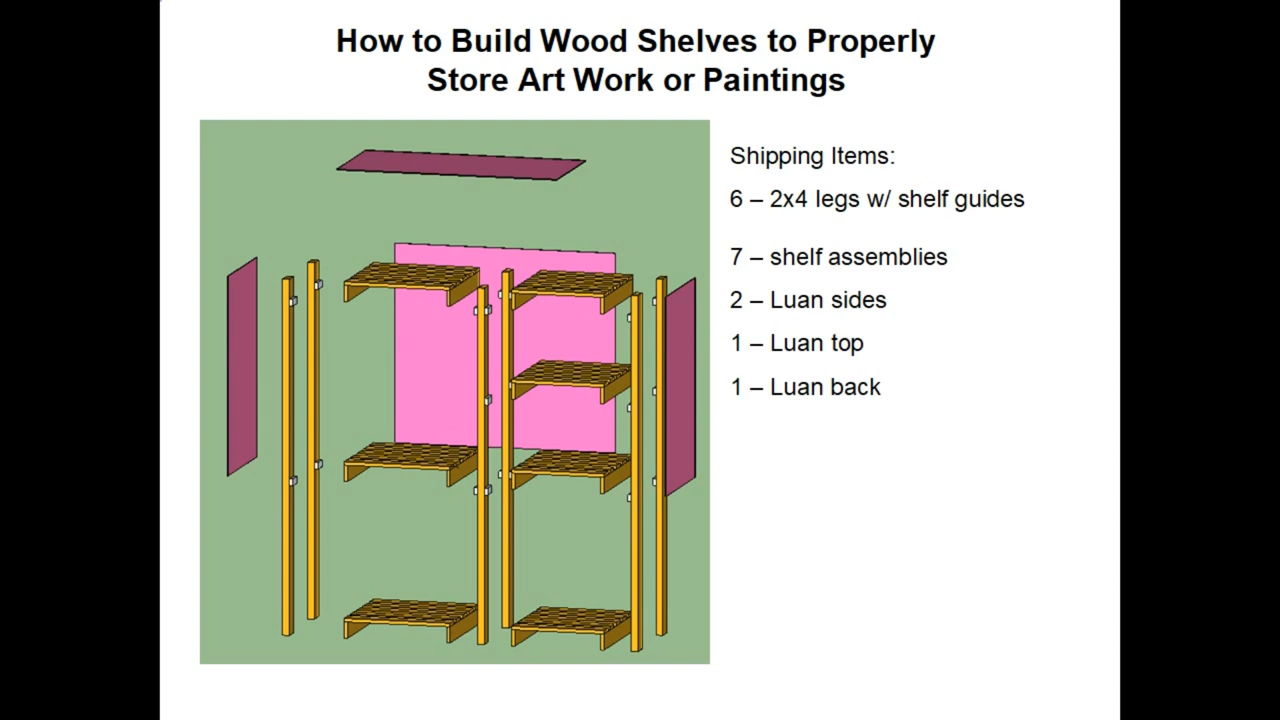 How to Build Wood Shelves to Properly
Store Art Work or Paintings
Shipping Items:
6 – 2x4 legs w/ shelf guides
7 – shelf assemblies
2 – Luan sides
1 – Luan top
1 – Luan back